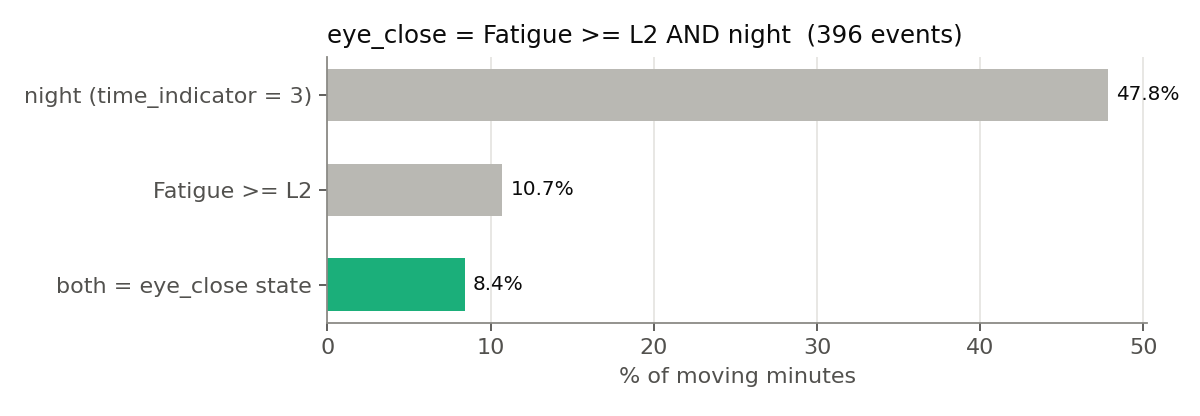 eye_close = Fatigue >= L2 AND night  (396 events)
night (time_indicator = 3)
47.8%
Fatigue >= L2
10.7%
both = eye_close state
8.4%
0 10 20 30 40 50
% of moving minutes